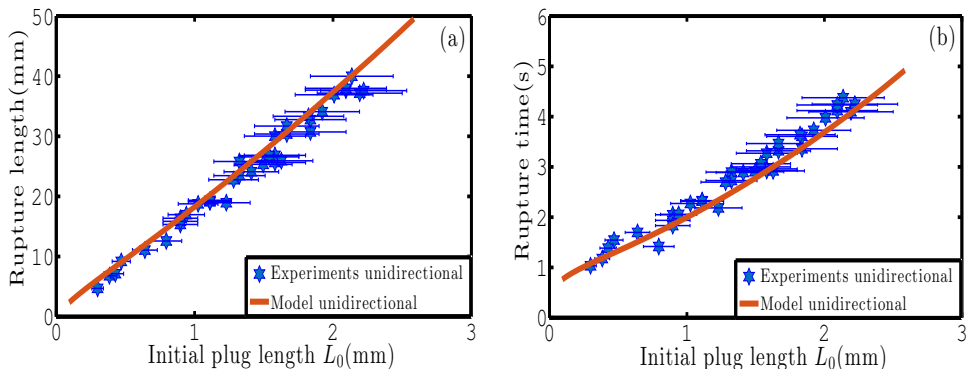 (a)
Rupture length(mm)
50
40
30
20
10
0
0 1 2 3
Initial plug length L₀(mm)
Experiments unidirectional
Model unidirectional
(b)
Rupture time(s)
6
5
4
3
2
1
0
0 1 2 3
Initial plug length L₀(mm)
Experiments unidirectional
Model unidirectional